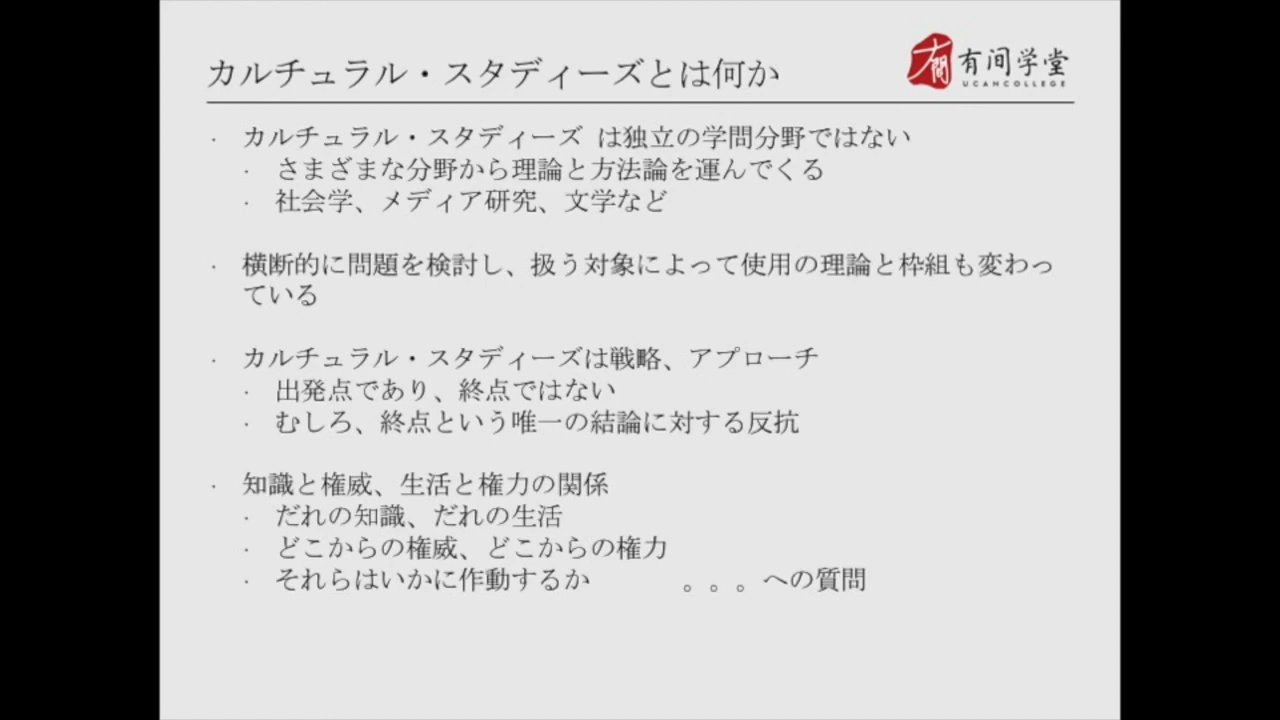 カルチュラル・スタディーズとは何か
有间学堂
UCANCOLLEGE
· カルチュラル・スタディーズ は独立の学問分野ではない
· さまざまな分野から理論と方法論を運んでくる
· 社会学、メディア研究、文学など
· 横断的に問題を検討し、扱う対象によって使用の理論と枠組も変わっ
ている
· カルチュラル・スタディーズは戦略、アプローチ
· 出発点であり、終点ではない
· むしろ、終点という唯一の結論に対する反抗
· 知識と権威、生活と権力の関係
· だれの知識、だれの生活
· どこからの権威、どこからの権力
· それらはいかに作動するか 。。。への質問